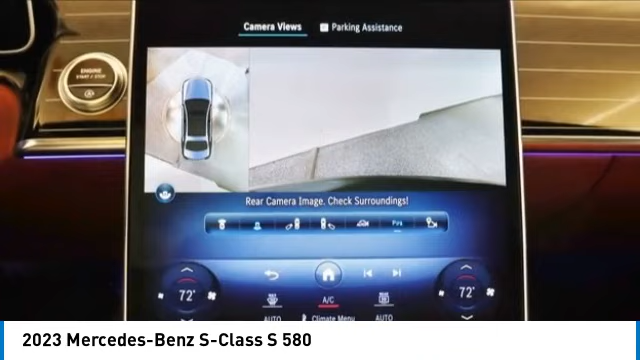 Camera Views Parking Assistance
ENGINE
START / STOP
Rear Camera Image. Check Surroundings!
72° 72°
A/C
AUTO Climate Menu AUTO
2023 Mercedes-Benz S-Class S 580